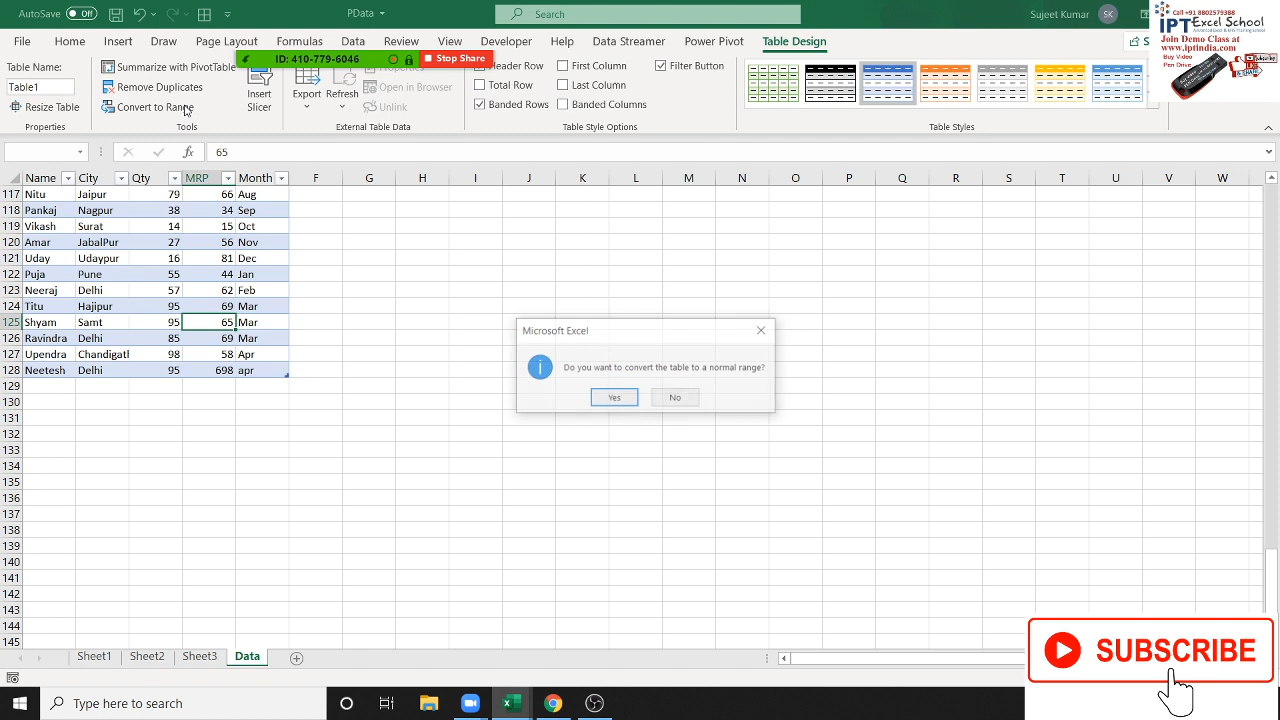 AutoSave Off PData Search Sujeet Kumar SK
Call +91 8802579388
IPT Excel School
Join Demo Class at
www.iptindia.com
Buy Video
Pen Drive
File Home Insert Draw Page Layout Formulas Data Review View Developer Help Data Streamer Power Pivot Table Design
ID: 410-779-6046 Stop Share
Table Name: Summarize with PivotTable Properties Header Row First Column Filter Button
Table1 Remove Duplicates Insert Export Refresh Open in Browser Total Row Last Column
Resize Table Convert to Range Slicer Unlink Banded Rows Banded Columns
Properties Tools External Table Data Table Style Options Table Styles
fx 65
Name City Qty MRP Month F G H I J K L M N O P Q R S T U V W
117 Nitu Jaipur 79 66 Aug
118 Pankaj Nagpur 38 34 Sep
119 Vikash Surat 14 15 Oct
120 Amar JabalPur 27 56 Nov
121 Uday Udaypur 16 81 Dec
122 Puja Pune 55 44 Jan
123 Neeraj Delhi 57 62 Feb
124 Titu Hajipur 95 69 Mar
125 Shyam Samt 95 65 Mar
126 Ravindra Delhi 85 69 Mar
127 Upendra Chandigatl 98 58 Apr
128 Neetesh Delhi 95 698 apr
Microsoft Excel
Do you want to convert the table to a normal range?
Yes No
129
130
131
132
133
134
135
136
137
138
139
140
141
142
143
144
145
SUBSCRIBE
Sheet1 Sheet2 Sheet3 Data
Type here to search